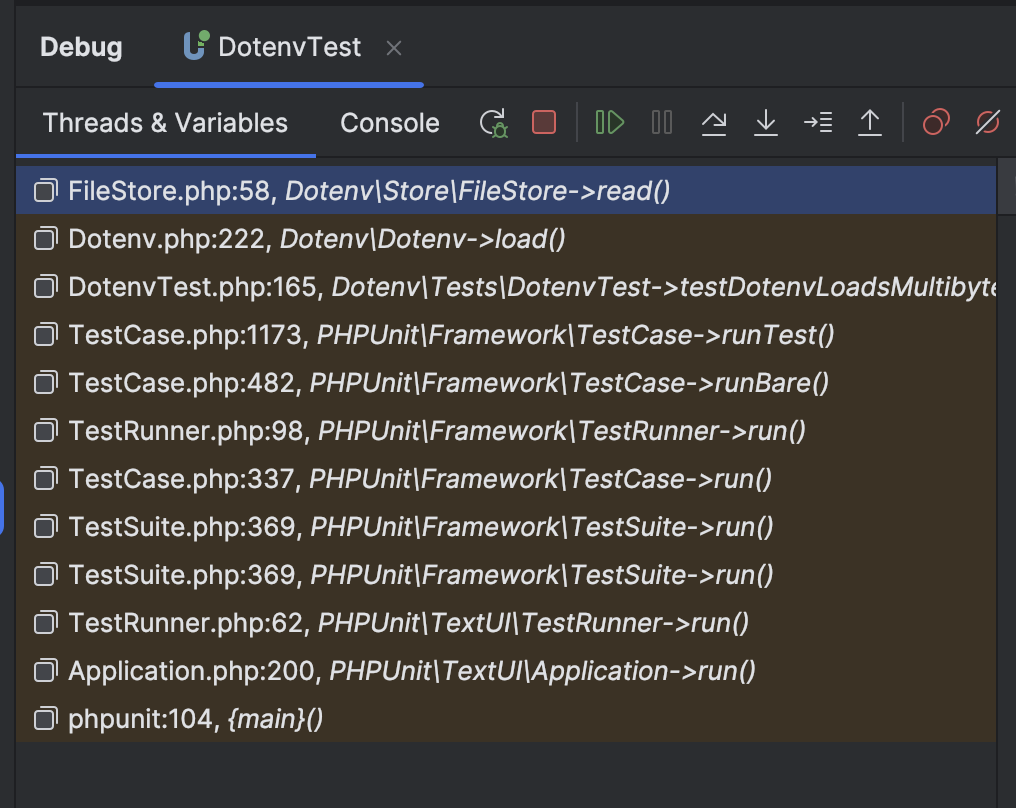 Debug DotenvTest
Threads & Variables Console
FileStore.php:58, Dotenv\Store\FileStore->read()
Dotenv.php:222, Dotenv\Dotenv->load()
DotenvTest.php:165, Dotenv\Tests\DotenvTest->testDotenvLoadsMultibyte
TestCase.php:1173, PHPUnit\Framework\TestCase->runTest()
TestCase.php:482, PHPUnit\Framework\TestCase->runBare()
TestRunner.php:98, PHPUnit\Framework\TestRunner->run()
TestCase.php:337, PHPUnit\Framework\TestCase->run()
TestSuite.php:369, PHPUnit\Framework\TestSuite->run()
TestSuite.php:369, PHPUnit\Framework\TestSuite->run()
TestRunner.php:62, PHPUnit\TextUI\TestRunner->run()
Application.php:200, PHPUnit\TextUI\Application->run()
phpunit:104, {main}()